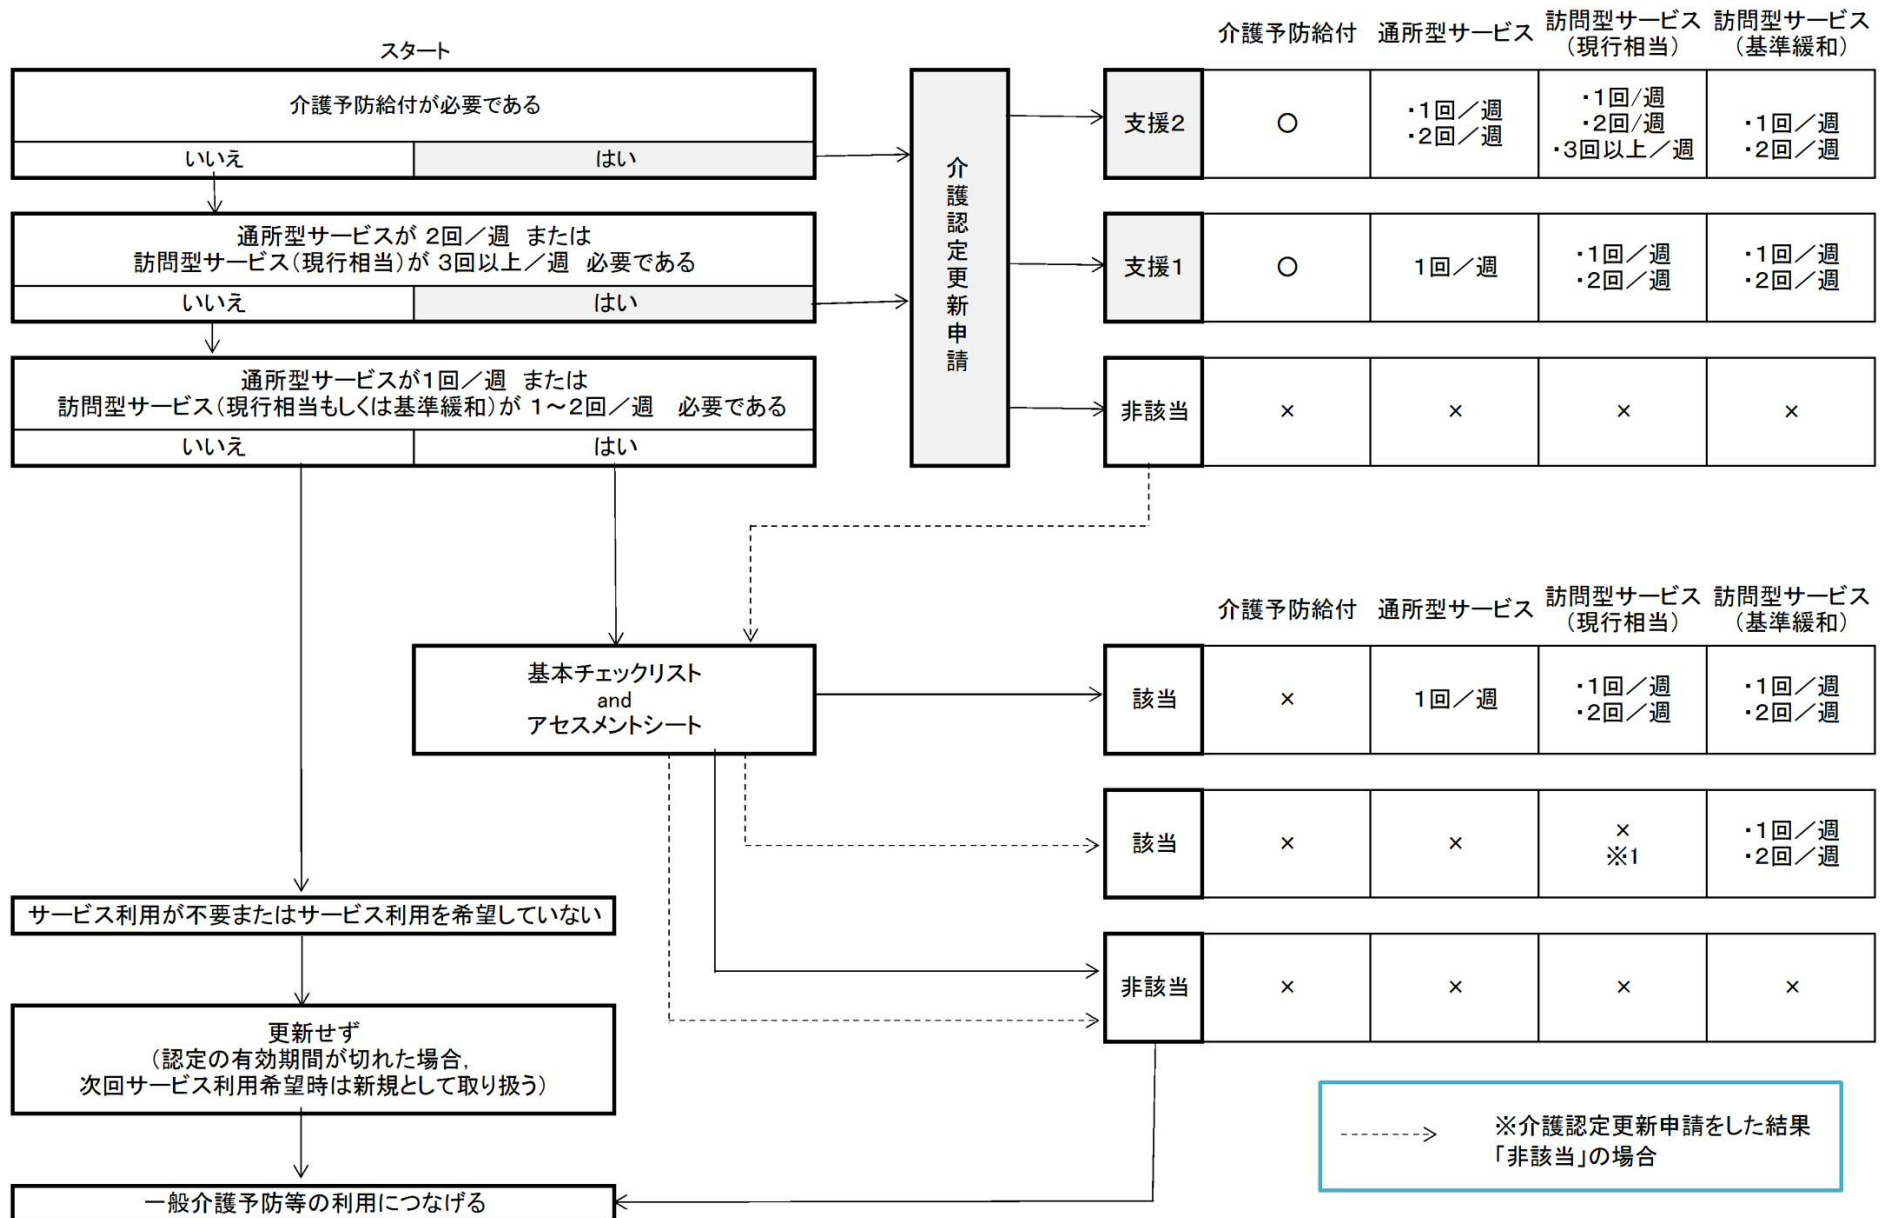 スタート
介護予防給付が必要である
いいえ
はい
通所型サービスが 2回／週 または
訪問型サービス(現行相当)が 3回以上／週 必要である
いいえ
はい
通所型サービスが1回／週 または
訪問型サービス(現行相当もしくは基準緩和)が 1～2回／週 必要である
いいえ
はい
介護認定更新申請
介護予防給付
通所型サービス
訪問型サービス
(現行相当)
訪問型サービス
(基準緩和)
支援2
○
・1回／週
・2回／週
・1回/週
・2回/週
・3回以上／週
・1回／週
・2回／週
支援1
○
1回／週
・1回／週
・2回／週
・1回／週
・2回／週
非該当
×
×
×
×
基本チェックリスト
and
アセスメントシート
介護予防給付
通所型サービス
訪問型サービス
(現行相当)
訪問型サービス
(基準緩和)
該当
×
1回／週
・1回／週
・2回／週
・1回／週
・2回／週
該当
×
×
×
※1
・1回／週
・2回／週
非該当
×
×
×
×
サービス利用が不要またはサービス利用を希望していない
更新せず
(認定の有効期間が切れた場合,
次回サービス利用希望時は新規として取り扱う)
一般介護予防等の利用につなげる
※介護認定更新申請をした結果
「非該当」の場合